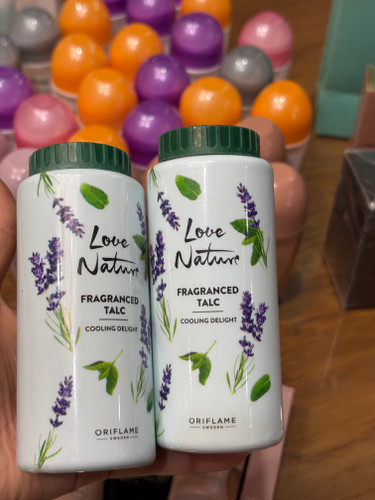 Love
Nature
FRAGRANCED
TALC
COOLING DELIGHT
ORIFLAME
SWEDEN
Love
Nature
FRAGRANCED
TALC
COOLING DELIGHT
ORIFLAME
SWEDEN